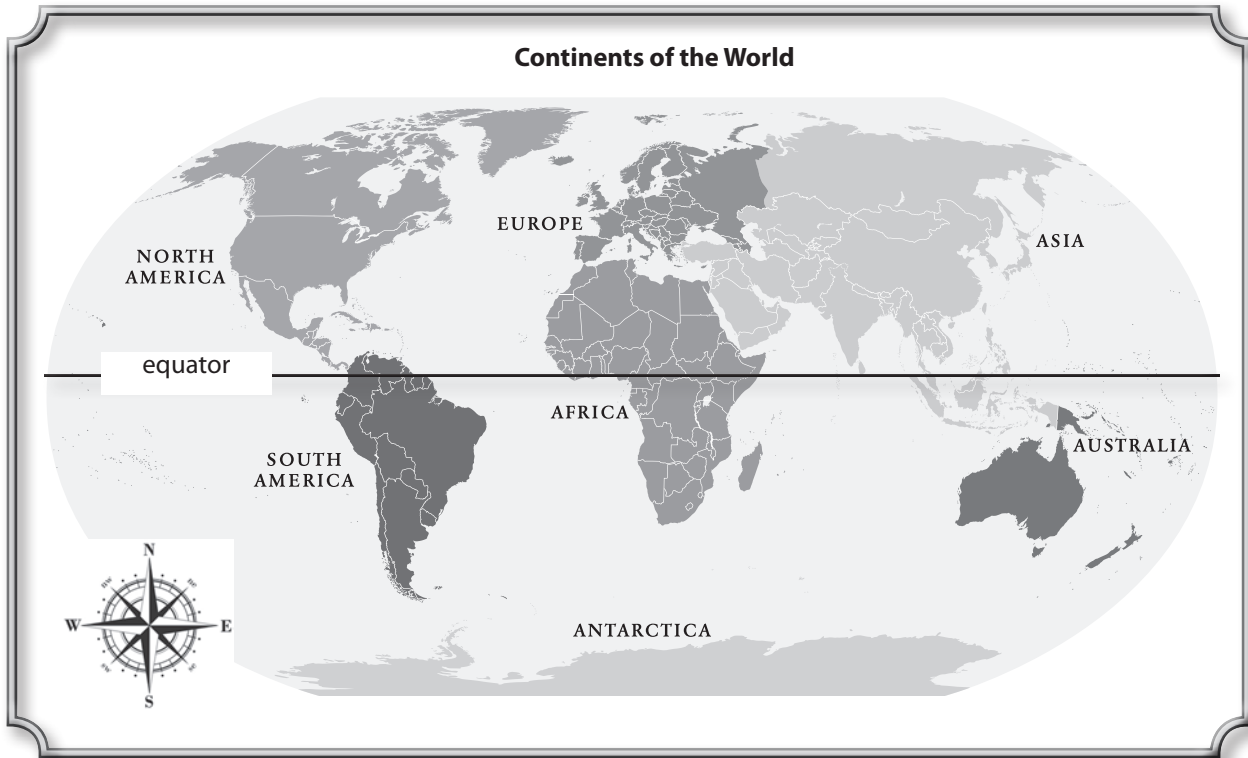 Continents of the World
NORTH
AMERICA
EUROPE
ASIA
equator
AFRICA
SOUTH
AMERICA
AUSTRALIA
ANTARCTICA
N
W
E
S